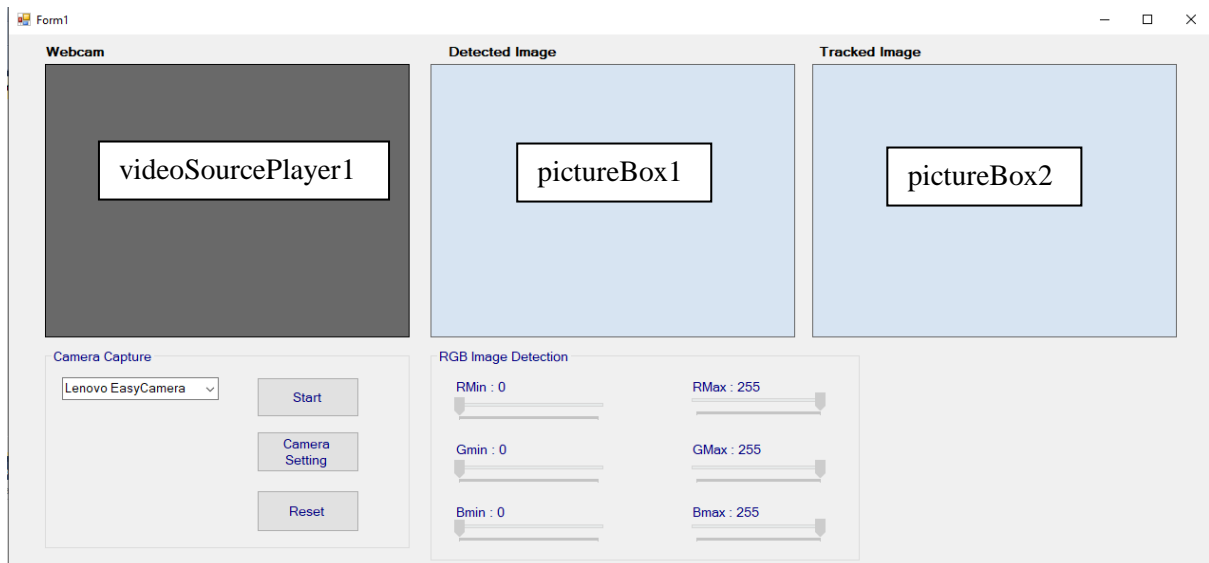 Form1
Webcam
Detected Image
Tracked Image
videoSourcePlayer1
pictureBox1
pictureBox2
Camera Capture
Lenovo EasyCamera
Start
Camera
Setting
Reset
RGB Image Detection
RMin : 0
RMax : 255
Gmin : 0
GMax : 255
Bmin : 0
Bmax : 255